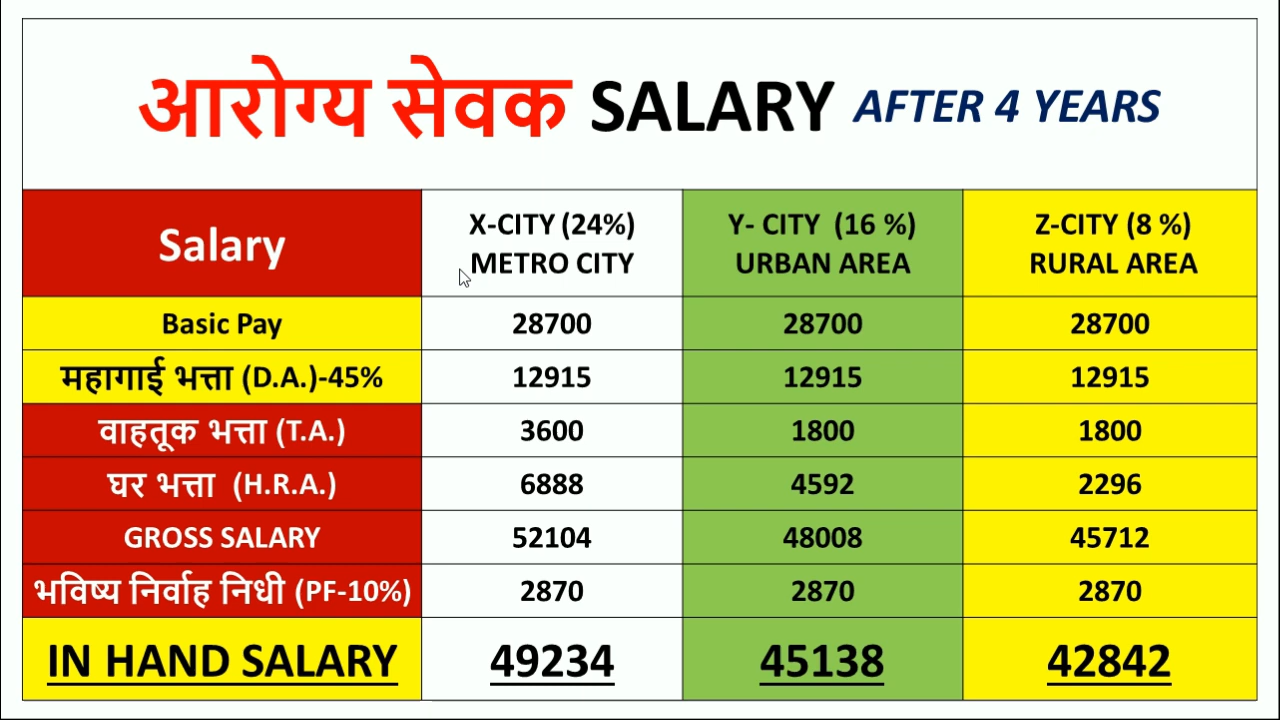 आरोग्य सेवक SALARY AFTER 4 YEARS
Salary X-CITY (24%) METRO CITY Y- CITY (16 %) URBAN AREA Z-CITY (8 %) RURAL AREA
Basic Pay 28700 28700 28700
महागाई भत्ता (D.A.)-45% 12915 12915 12915
वाहतूक भत्ता (T.A.) 3600 1800 1800
घर भत्ता (H.R.A.) 6888 4592 2296
GROSS SALARY 52104 48008 45712
भविष्य निर्वाह निधी (PF-10%) 2870 2870 2870
IN HAND SALARY 49234 45138 42842